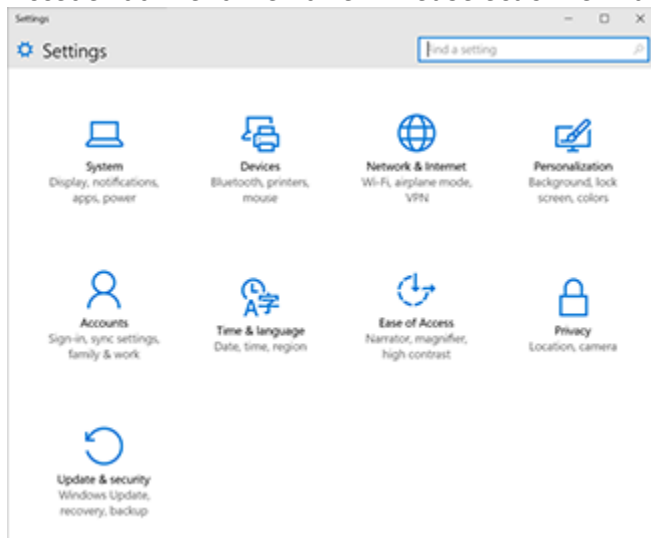 Settings
Settings
Find a setting
System
Display, notifications,
apps, power
Devices
Bluetooth, printers,
mouse
Network & Internet
Wi-Fi, airplane mode,
VPN
Personalization
Background, lock
screen, colors
Accounts
Sign-in, sync settings,
family & work
Time & language
Date, time, region
Ease of Access
Narrator, magnifier,
high contrast
Privacy
Location, camera
Update & security
Windows Update,
recovery, backup